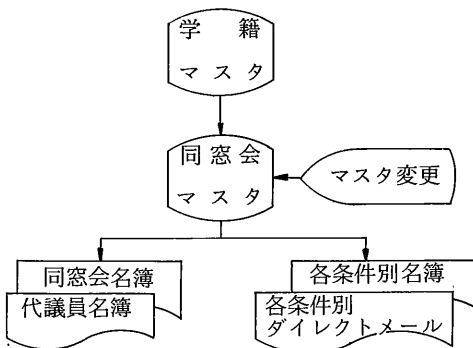 学籍
マスタ
同窓会
マスタ
マスタ変更
同窓会名簿
代議員名簿
各条件別名簿
各条件別
ダイレクトメール